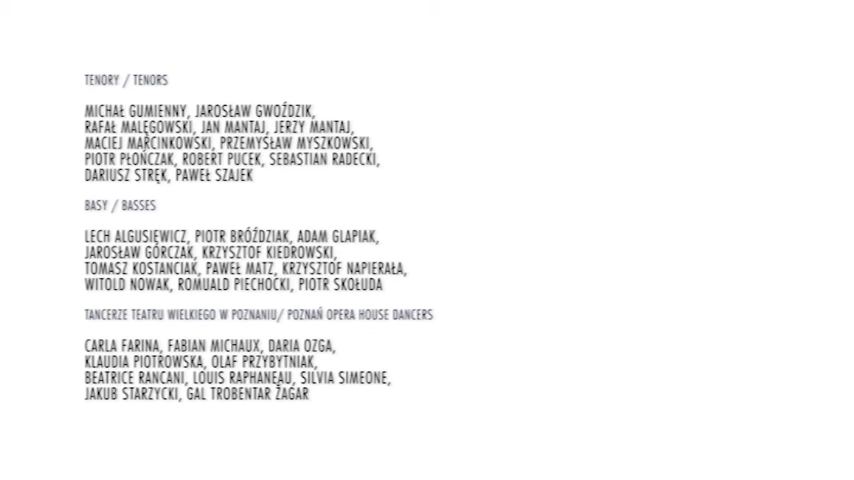 TENORY / TENORS
MICHAŁ GUMIENNY, JAROSŁAW GWOŹDZIK,
RAFAŁ MALĘGOWSKI, JAN MANTAJ, JERZY MANTAJ,
MACIEJ MARCINKOWSKI, PRZEMYSŁAW MYSZKOWSKI,
PIOTR PŁOŃCZAK, ROBERT PUCEK, SEBASTIAN RADECKI,
DARIUSZ STRĘK, PAWEŁ SZAJEK
BASY / BASSES
LECH ALGUSIEWICZ, PIOTR BRÓŹDZIAK, ADAM GLAPIAK,
JAROSŁAW GÓRCZAK, KRZYSZTOF KIEDROWSKI,
TOMASZ KOSTANCIAK, PAWEŁ MATZ, KRZYSZTOF NAPIERAŁA,
WITOLD NOWAK, ROMUALD PIECHOCKI, PIOTR SKOŁUDA
TANCERZE TEATRU WIELKIEGO W POZNANIU/ POZNAŃ OPERA HOUSE DANCERS
CARLA FARINA, FABIAN MICHAUX, DARIA OZGA,
KLAUDIA PIOTROWSKA, OLAF PRZYBYTNIAK,
BEATRICE RANCANI, LOUIS RAPHANEAU, SILVIA SIMEONE,
JAKUB STARZYCKI, GAL TROBENTAR ŽAGAR